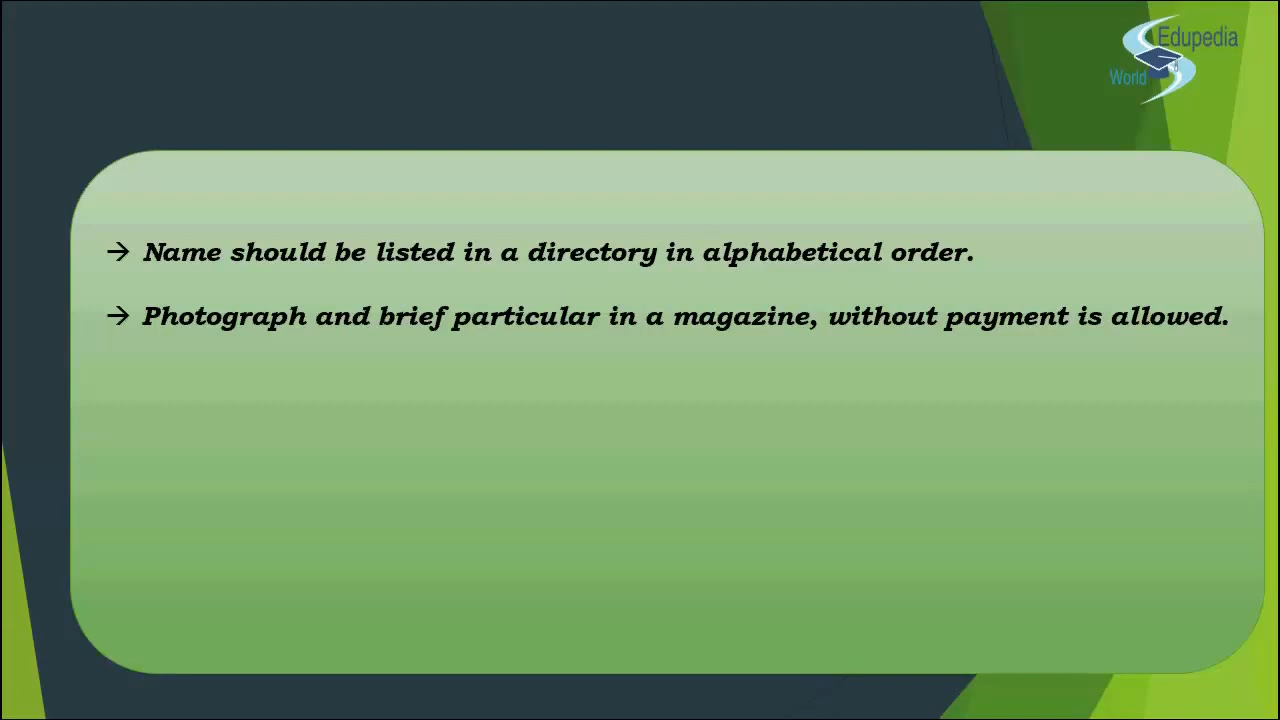 Edupedia
World
→ Name should be listed in a directory in alphabetical order.
→ Photograph and brief particular in a magazine, without payment is allowed.